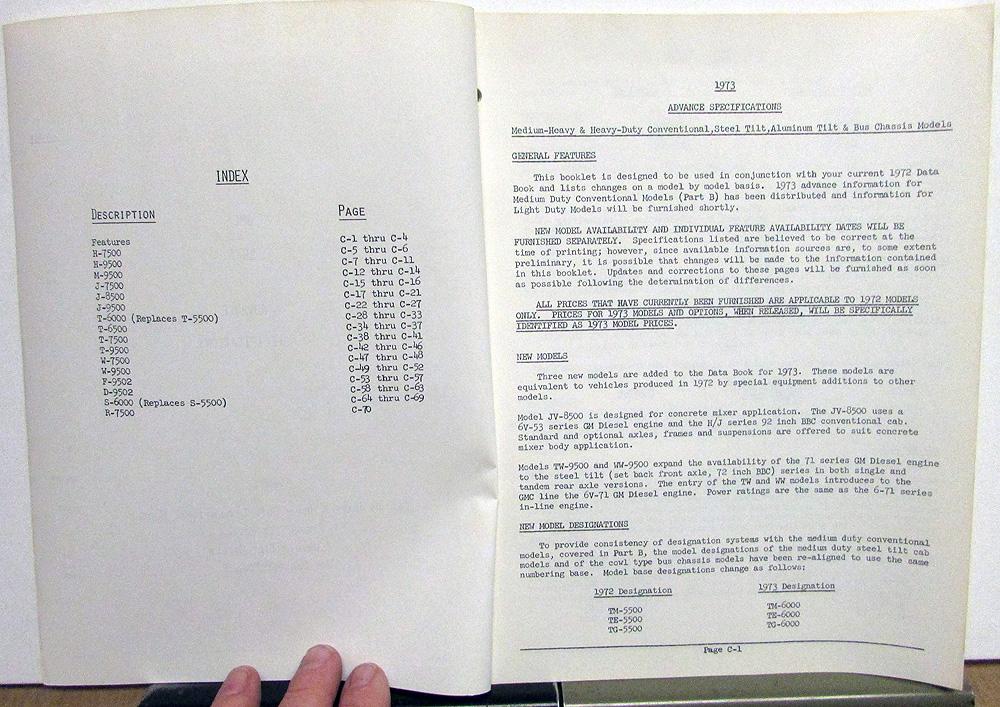 INDEX
DESCRIPTION PAGE
Features C-1 thru C-4
H-7500 C-5 thru C-6
H-9500 C-7 thru C-11
M-9500 C-12 thru C-14
J-7500 C-15 thru C-16
J-8500 C-17 thru C-21
J-9500 C-22 thru C-27
T-6000 (Replaces T-5500) C-28 thru C-33
T-6500 C-34 thru C-37
T-7500 C-38 thru C-41
T-9500 C-42 thru C-46
W-7500 C-47 thru C-48
W-9500 C-49 thru C-52
F-9502 C-53 thru C-57
D-9502 C-58 thru C-63
S-6000 (Replaces S-5500) C-64 thru C-69
R-7500 C-70
1973
ADVANCE SPECIFICATIONS
Medium-Heavy & Heavy-Duty Conventional,Steel Tilt,Aluminum Tilt & Bus Chassis Models
GENERAL FEATURES
This booklet is designed to be used in conjunction with your current 1972 Data
Book and lists changes on a model by model basis. 1973 advance information for
Medium Duty Conventional Models (Part B) has been distributed and information for
Light Duty Models will be furnished shortly.
NEW MODEL AVAILABILITY AND INDIVIDUAL FEATURE AVAILABILITY DATES WILL BE
FURNISHED SEPARATELY. Specifications listed are believed to be correct at the
time of printing; however, since available information sources are, to some extent
preliminary, it is possible that changes will be made to the information contained
in this booklet. Updates and corrections to these pages will be furnished as soon
as possible following the determination of differences.
ALL PRICES THAT HAVE CURRENTLY BEEN FURNISHED ARE APPLICABLE TO 1972 MODELS
ONLY. PRICES FOR 1973 MODELS AND OPTIONS, WHEN RELEASED, WILL BE SPECIFICALLY
IDENTIFIED AS 1973 MODEL PRICES.
NEW MODELS
Three new models are added to the Data Book for 1973. These models are
equivalent to vehicles produced in 1972 by special equipment additions to other
models.
Model JV-8500 is designed for concrete mixer application. The JV-8500 uses a
6V-53 series GM Diesel engine and the H/J series 92 inch BBC conventional cab.
Standard and optional axles, frames and suspensions are offered to suit concrete
mixer body application.
Models TW-9500 and WW-9500 expand the availability of the 71 series GM Diesel engine
to the steel tilt (set back front axle, 72 inch BBC) series in both single and
tandem rear axle versions. The entry of the TW and WW models introduces to the
GMC line the 6V-71 GM Diesel engine. Power ratings are the same as the 6-71 series
in-line engine.
NEW MODEL DESIGNATIONS
To provide consistency of designation systems with the medium duty conventional
models, covered in Part B, the model designations of the medium duty steel tilt cab
models and of the cowl type bus chassis models have been re-aligned to use the same
numbering base. Model base designations change as follows:
1972 Designation 1973 Designation
TM-5500 TM-6000
TE-5500 TE-6000
TG-5500 TG-6000
Page C-1